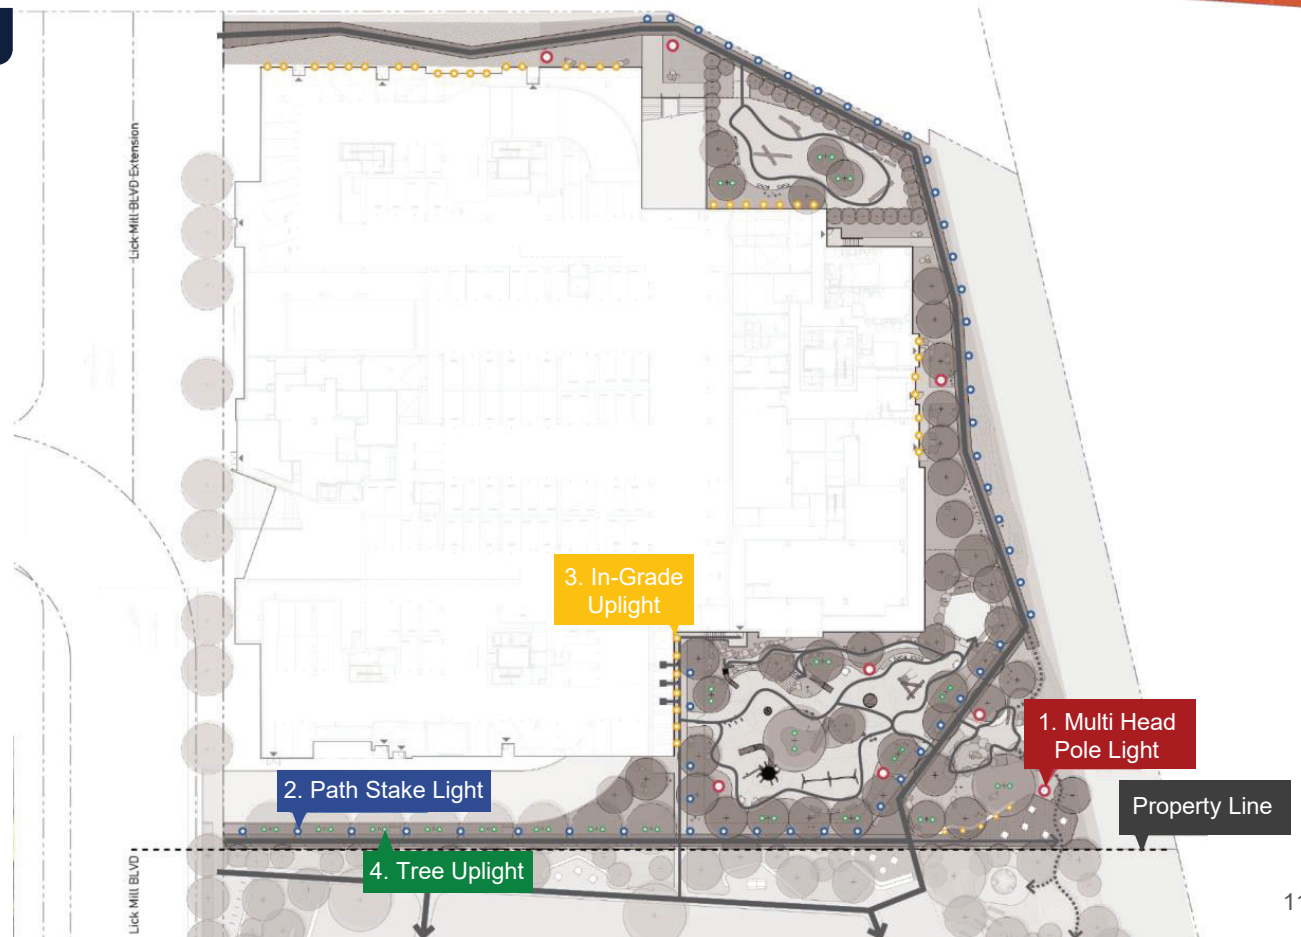 Lick Mill BLVD Extension
3. In-Grade
Uplight
1. Multi Head
Pole Light
2. Path Stake Light
Property Line
4. Tree Uplight
Lick Mill BLVD
11